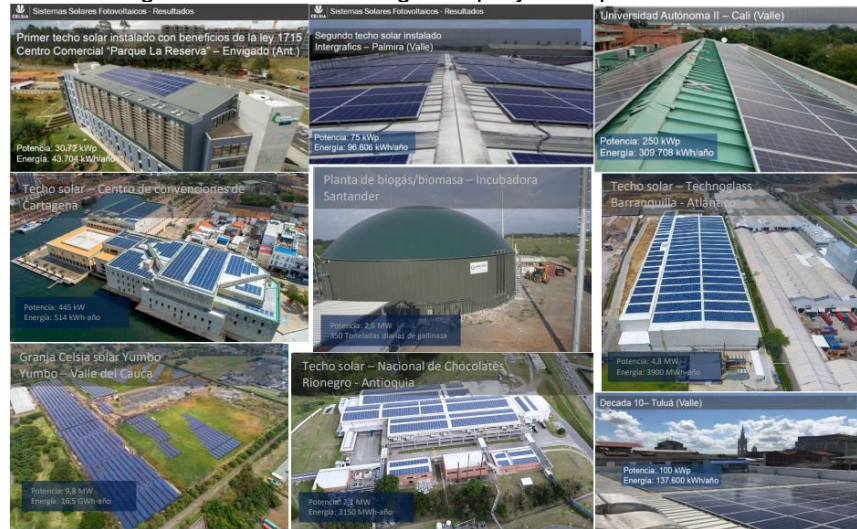 CELSIA
Sistemas Solares Fotovoltaicos - Resultados
Primer techo solar instalado con beneficios de la ley 1715
Centro Comercial "Parque La Reserva" – Envigado (Ant.)
Potencia: 30.72 kWp
Energía: 43.704 kWh/año
CELSIA
Sistemas Solares Fotovoltaicos - Resultados
Segundo techo solar instalado
Intergrafics – Palmira (Valle)
Potencia: 75 kWp
Energía: 96.606 kWh/año
Universidad Autónoma II – Cali (Valle)
Potencia: 250 kWp
Energía: 309.708 kWh/año
Techo solar – Centro de convenciones de
Cartagena
Potencia: 445 kW
Energía: 514 kWh-año
Planta de biogás/biomasa – Incubadora
Santander
Potencia: 2,6 MW
350 Toneladas diarias de gallinaza
Techo solar – Technoglass
Barranquilla - Atlántico
Potencia: 4,8 MW
Energía: 3900 MWh-año
Granja Celsia solar Yumbo
Yumbo – Valle del Cauca
Potencia: 9,8 MW
Energía: 16.5 GWh-año
Techo solar – Nacional de Chocolates
Rionegro - Antioquia
Potencia: 2,1 MW
Energía: 3150 MWh-año
Decada 10– Tuluá (Valle)
Potencia: 100 kWp
Energía: 137.600 kWh/año